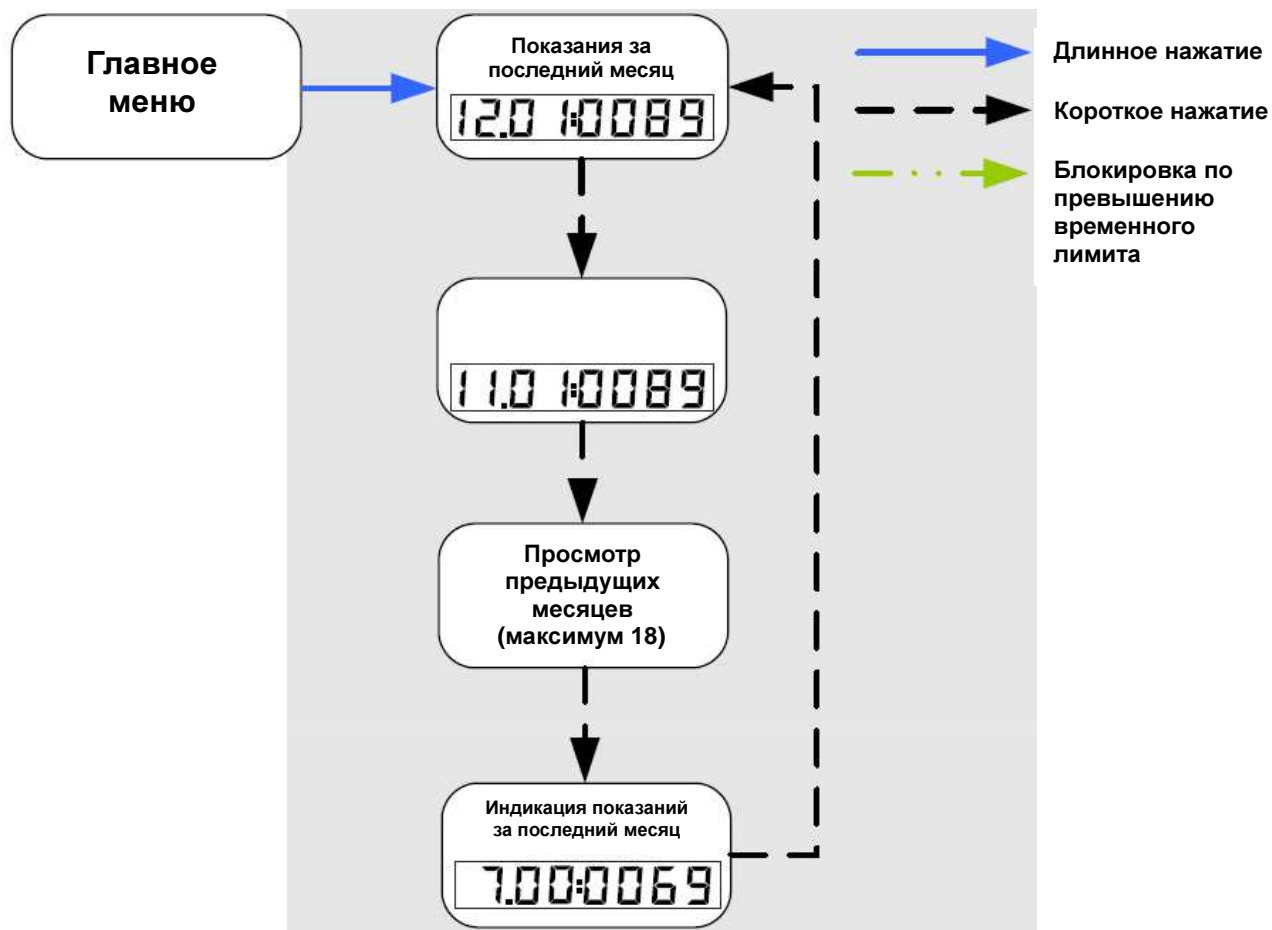 Главное
меню
Показания за
последний месяц
12.01:0089
11.01:0089
Просмотр
предыдущих
месяцев
(максимум 18)
Индикация показаний
за последний месяц
7.00:0069
Длинное нажатие
Короткое нажатие
Блокировка по
превышению
временного
лимита